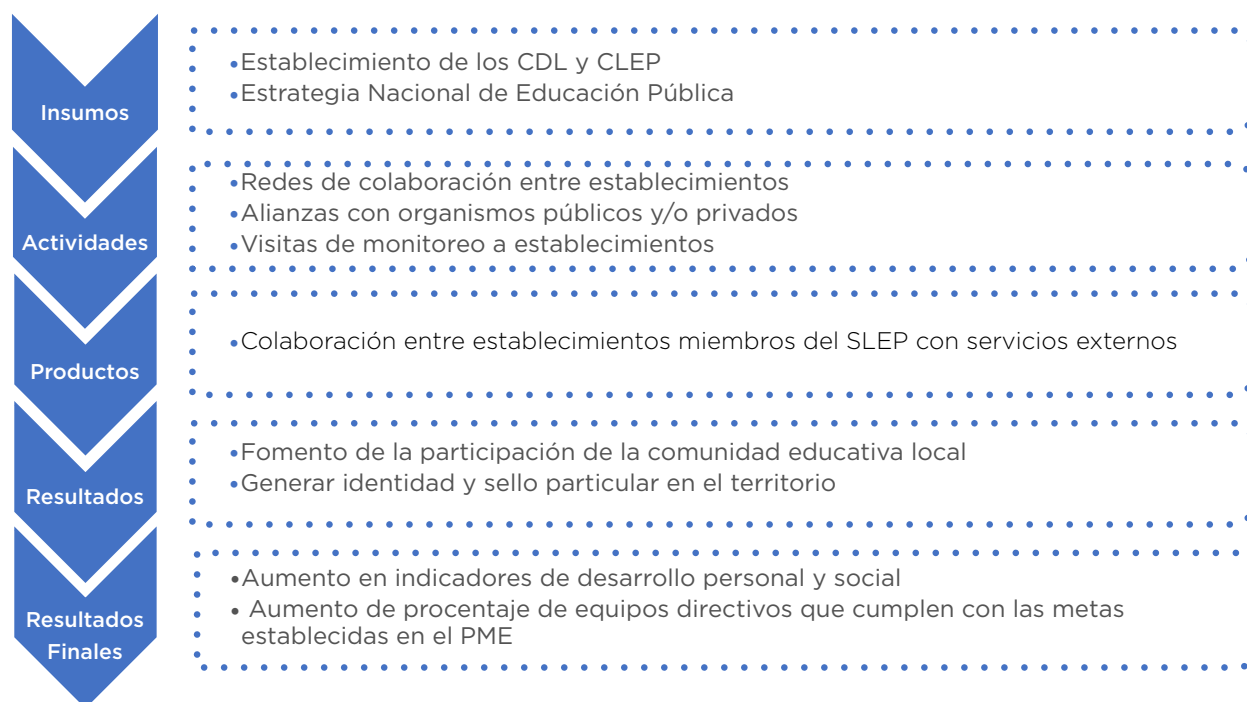 Insumos
•Establecimiento de los CDL y CLEP
•Estrategia Nacional de Educación Pública
Actividades
•Redes de colaboración entre establecimientos
•Alianzas con organismos públicos y/o privados
•Visitas de monitoreo a establecimientos
Productos
•Colaboración entre establecimientos miembros del SLEP con servicios externos
Resultados
•Fomento de la participación de la comunidad educativa local
•Generar identidad y sello particular en el territorio
Resultados
Finales
•Aumento en indicadores de desarrollo personal y social
• Aumento de procentaje de equipos directivos que cumplen con las metas
establecidas en el PME